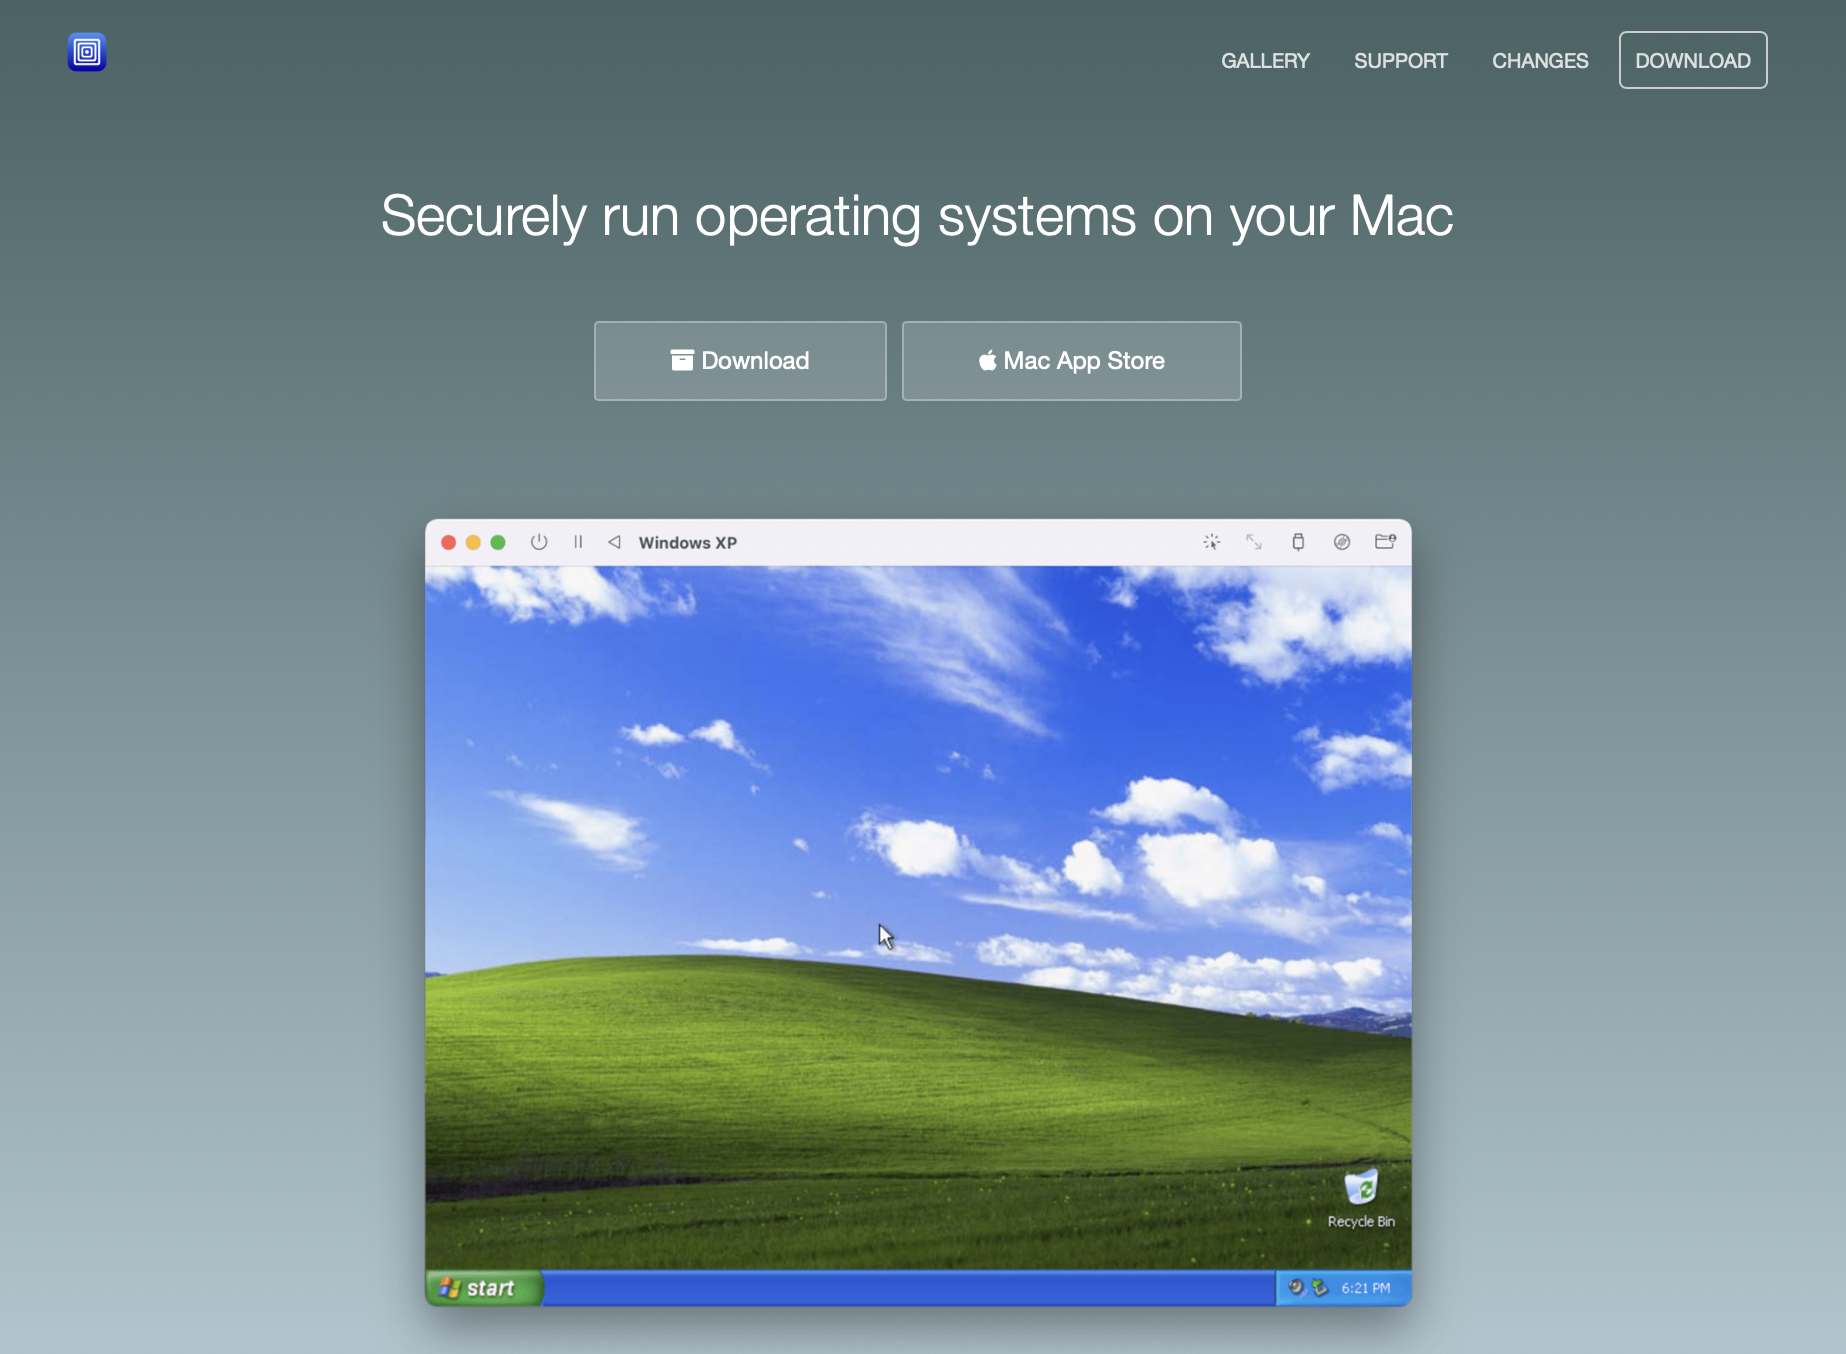 GALLERY SUPPORT CHANGES DOWNLOAD
Securely run operating systems on your Mac
Download
Mac App Store
Windows XP
Recycle Bin
start
6:21 PM